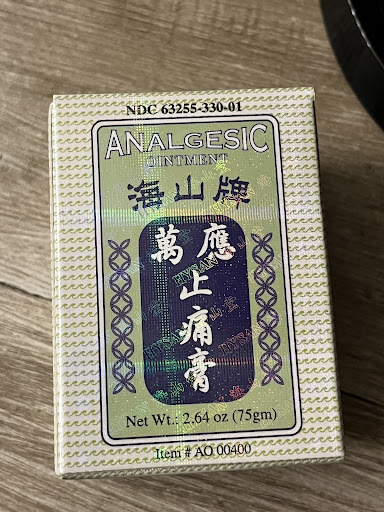 NDC 63255-330-01
ANALGESIC
OINTMENT
海山牌
萬應
止
痛
膏
HYSAN
Net Wt.: 2.64 oz (75gm)
Item # AO 00400